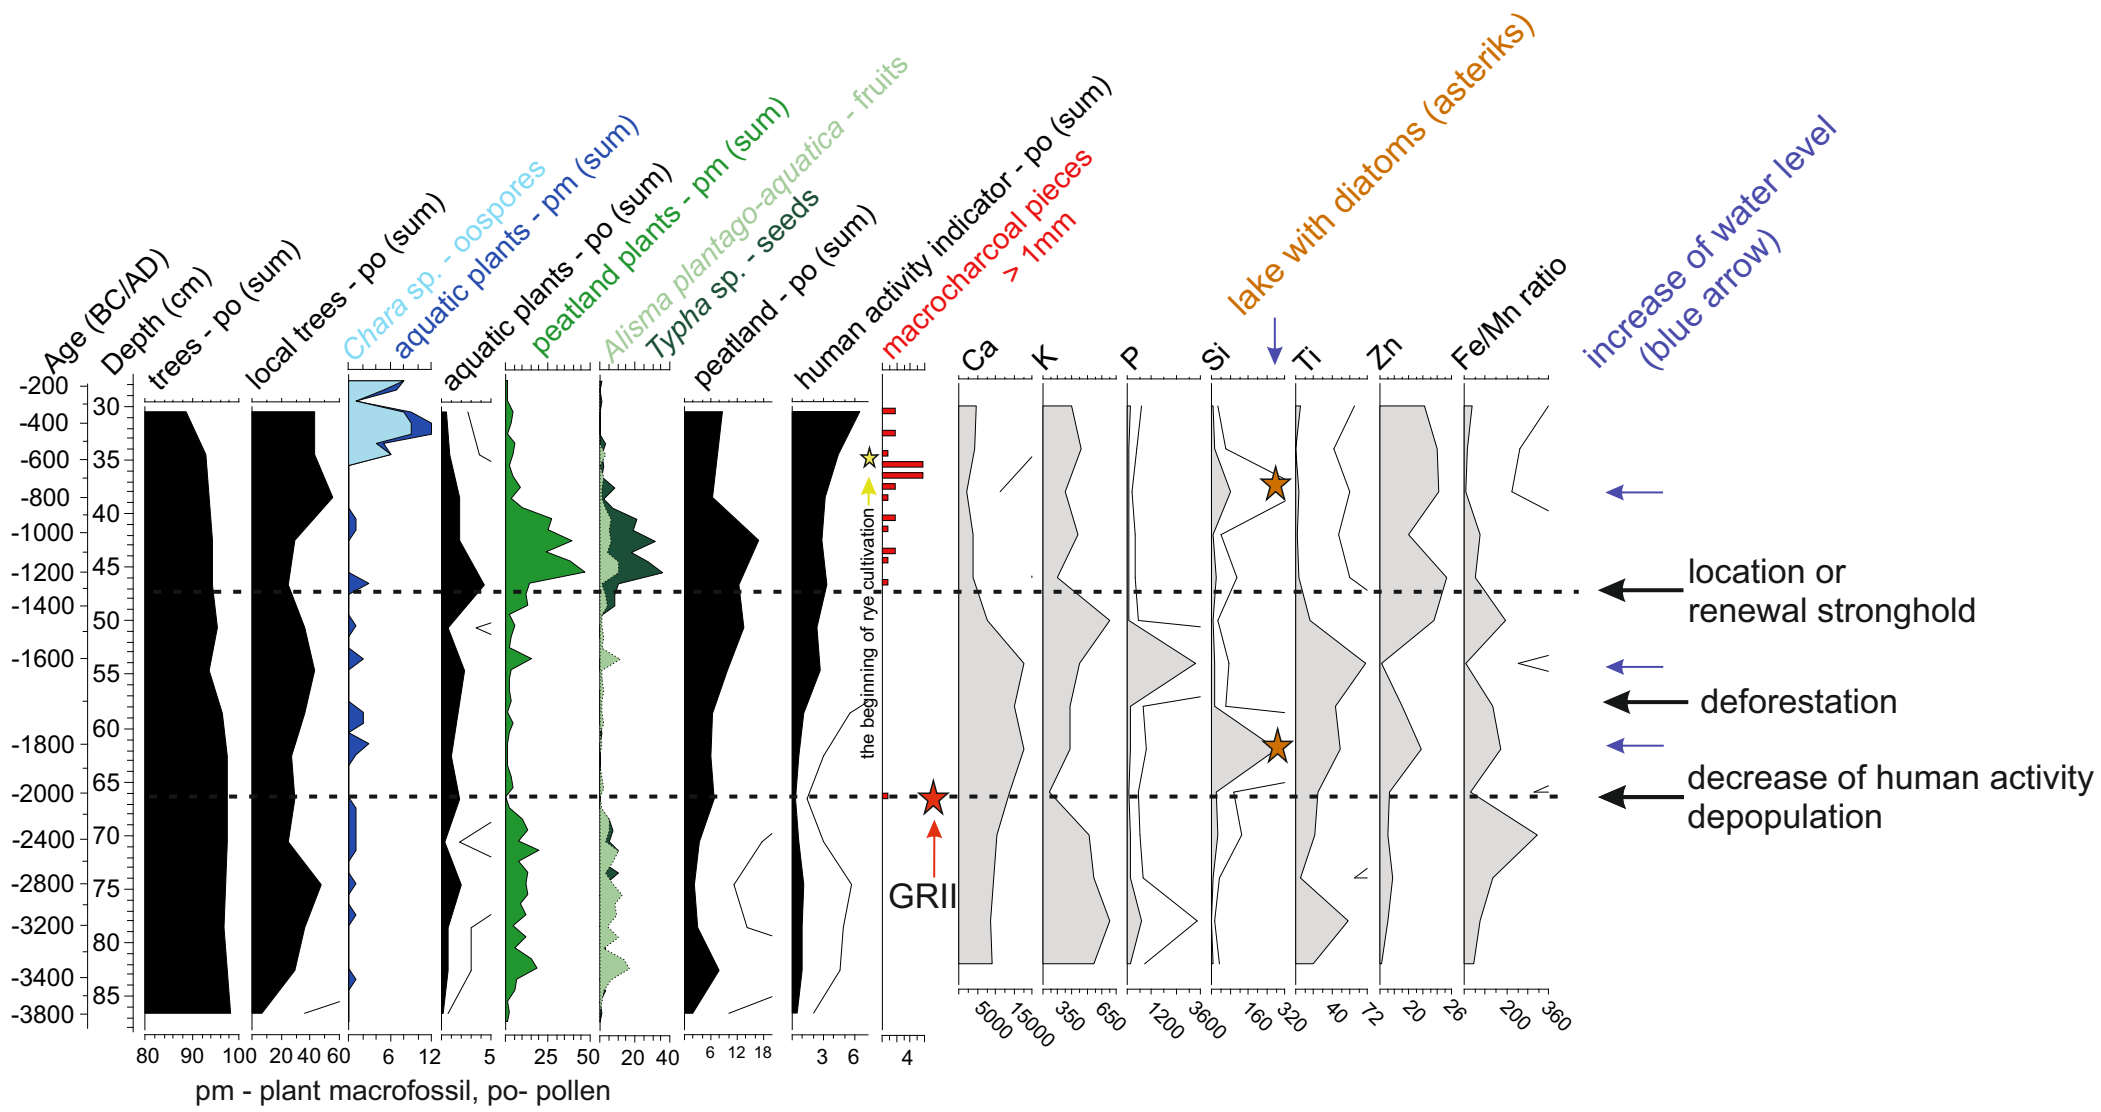 Age (BC/AD)
Depth (cm)
trees - po (sum)
local trees - po (sum)
Chara sp. - oospores
aquatic plants - pm (sum)
aquatic plants - po (sum)
peatland plants - pm (sum)
Alisma plantago-aquatica - fruits
Typha sp. - seeds
peatland - po (sum)
human activity indicator - po (sum)
macrocharcoal pieces
> 1mm
Ca
K
P
Si
lake with diatoms (asteriks)
Ti
Zn
Fe/Mn ratio
increase of water level
(blue arrow)
-200
-400
-600
-800
-1000
-1200
-1400
-1600
-1800
-2000
-2400
-2800
-3200
-3400
-3800
30
35
40
45
50
55
60
65
70
75
80
85
the beginning of rye cultivation
GRII
location or
renewal stronghold
deforestation
decrease of human activity
depopulation
80 90 100
20 40 60
6 12
5
25 50
0 20 40
6 12 18
3 6
4
5000 15000
350 650
1200 3600
160 320
40 72
20 26
200 360
pm - plant macrofossil, po- pollen